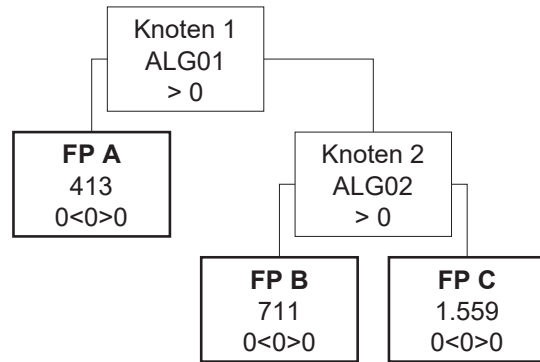 Knoten 1
ALG01
> 0
FP A
413
0<0>0
Knoten 2
ALG02
> 0
FP B
711
0<0>0
FP C
1.559
0<0>0